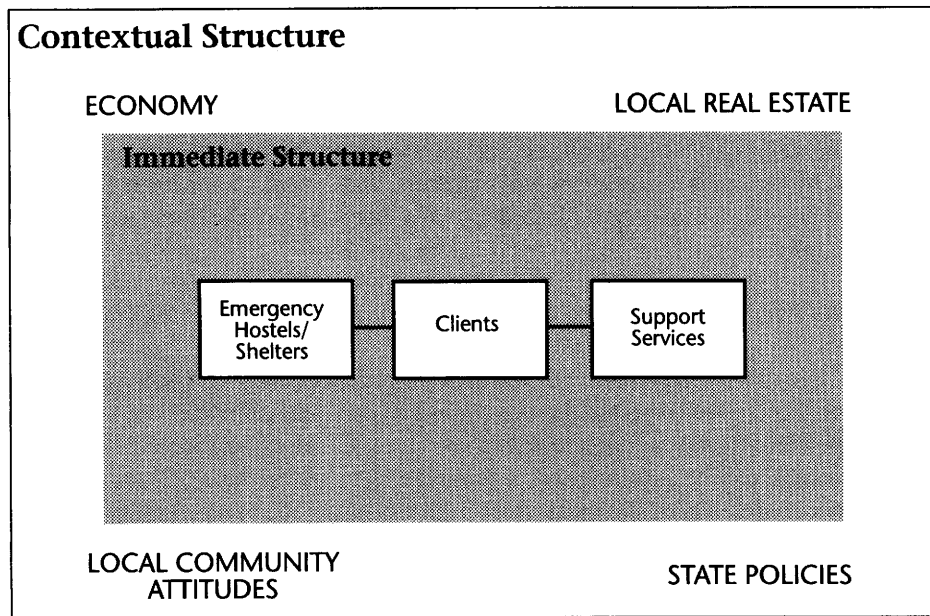 Contextual Structure
ECONOMY
LOCAL REAL ESTATE
Immediate Structure
Emergency
Hostels/
Shelters
Clients
Support
Services
LOCAL COMMUNITY
ATTITUDES
STATE POLICIES